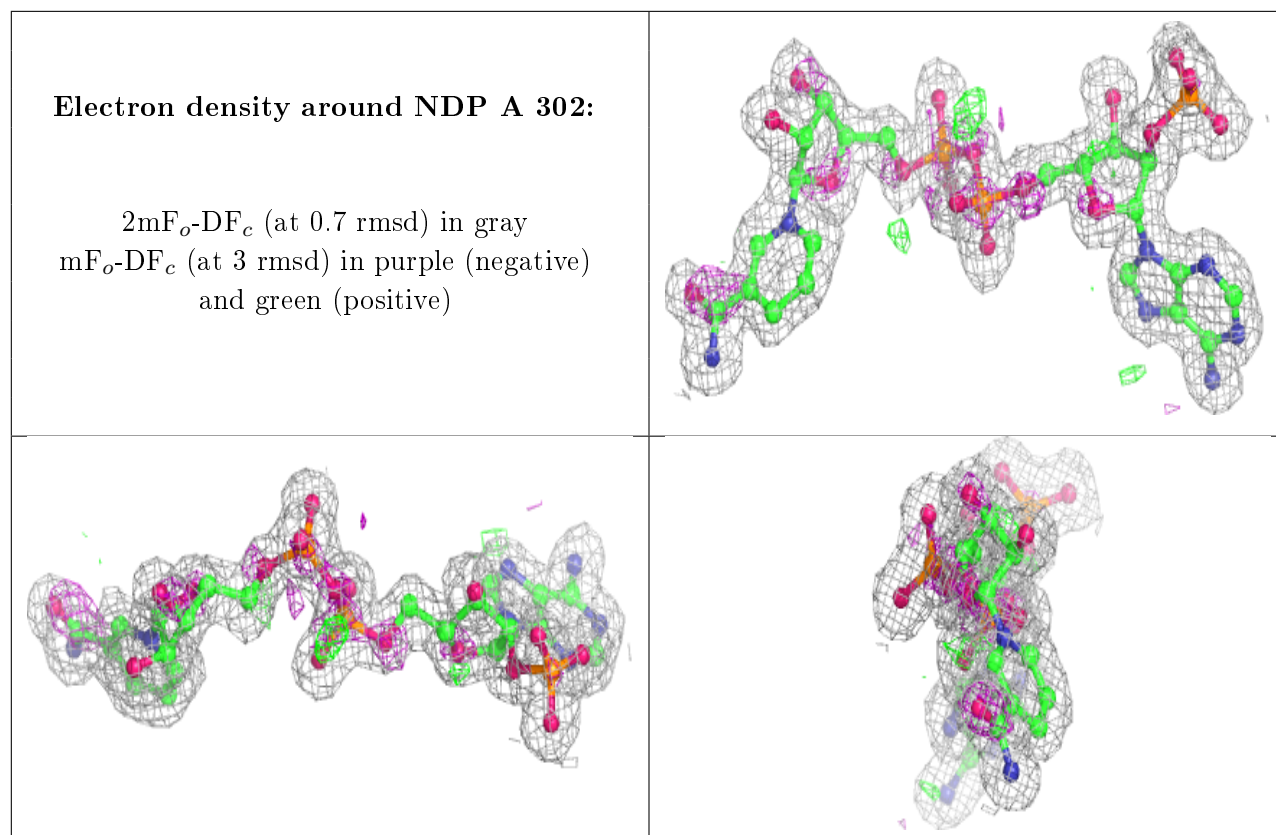 Electron density around NDP A 302:
2mFₒ-DF𝒸 (at 0.7 rmsd) in gray
mFₒ-DF𝒸 (at 3 rmsd) in purple (negative)
and green (positive)